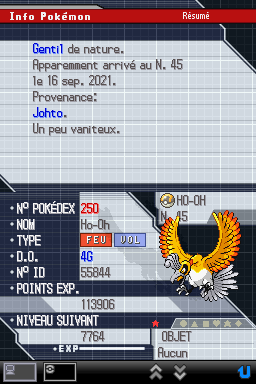 Info Pokémon
Résumé
Gentil de nature.
Apparemment arrivé au N. 45
le 16 sep. 2021.
Provenance:
Johto.
Un peu vaniteux.
Nº POKÉDEX 250
NOM Ho-Oh
TYPE FEU VOL
D.O. 4G
Nº ID 55844
POINTS EXP.
113906
NIVEAU SUIVANT
7764
EXP
HO-OH
N. 45
OBJET
Aucun